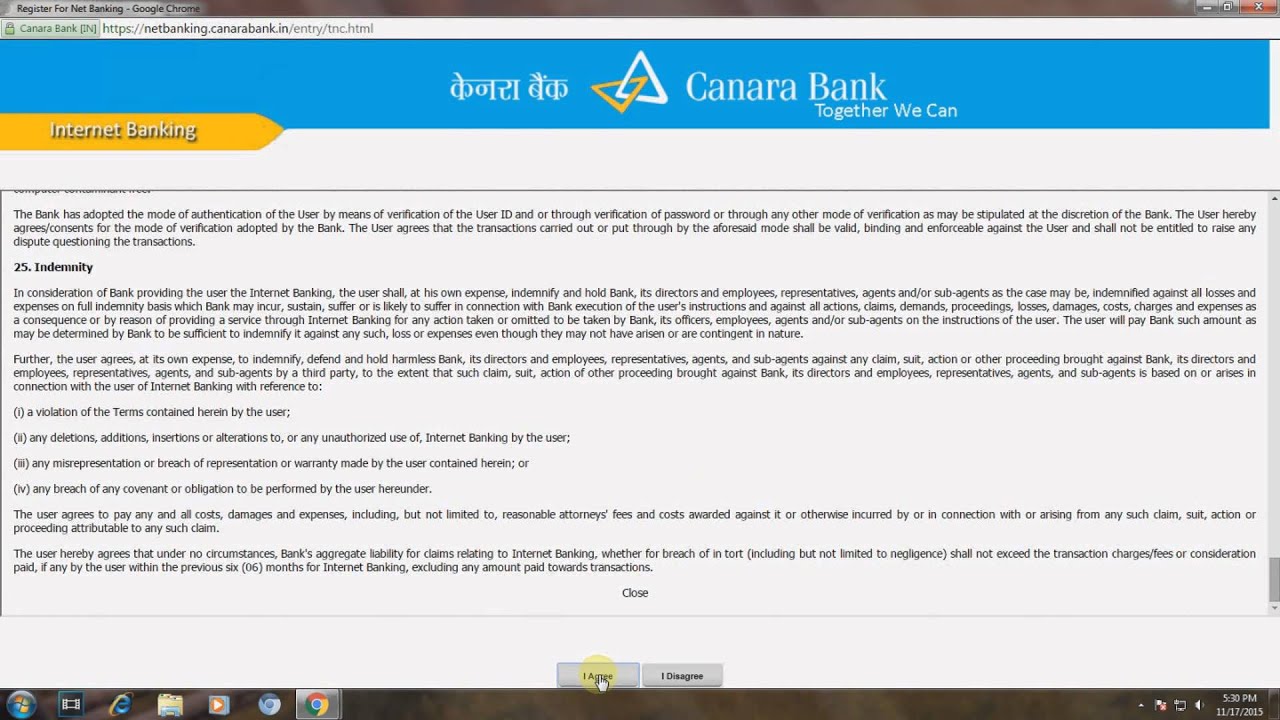 Register For Net Banking - Google Chrome
Canara Bank [IN] https://netbanking.canarabank.in/entry/tnc.html
केनरा बैंक Canara Bank
Together We Can
Internet Banking
computer contaminant free.
The Bank has adopted the mode of authentication of the User by means of verification of the User ID and or through verification of password or through any other mode of verification as may be stipulated at the discretion of the Bank. The User hereby
agrees/consents for the mode of verification adopted by the Bank. The User agrees that the transactions carried out or put through by the aforesaid mode shall be valid, binding and enforceable against the User and shall not be entitled to raise any
dispute questioning the transactions.
25. Indemnity
In consideration of Bank providing the user the Internet Banking, the user shall, at his own expense, indemnify and hold Bank, its directors and employees, representatives, agents and/or sub-agents as the case may be, indemnified against all losses and
expenses on full indemnity basis which Bank may incur, sustain, suffer or is likely to suffer in connection with Bank execution of the user's instructions and against all actions, claims, demands, proceedings, losses, damages, costs, charges and expenses as
a consequence or by reason of providing a service through Internet Banking for any action taken or omitted to be taken by Bank, its officers, employees, agents and/or sub-agents on the instructions of the user. The user will pay Bank such amount as
may be determined by Bank to be sufficient to indemnify it against any such, loss or expenses even though they may not have arisen or are contingent in nature.
Further, the user agrees, at its own expense, to indemnify, defend and hold harmless Bank, its directors and employees, representatives, agents, and sub-agents against any claim, suit, action or other proceeding brought against Bank, its directors and
employees, representatives, agents, and sub-agents by a third party, to the extent that such claim, suit, action of other proceeding brought against Bank, its directors and employees, representatives, agents, and sub-agents is based on or arises in
connection with the user of Internet Banking with reference to:
(i) a violation of the Terms contained herein by the user;
(ii) any deletions, additions, insertions or alterations to, or any unauthorized use of, Internet Banking by the user;
(iii) any misrepresentation or breach of representation or warranty made by the user contained herein; or
(iv) any breach of any covenant or obligation to be performed by the user hereunder.
The user agrees to pay any and all costs, damages and expenses, including, but not limited to, reasonable attorneys' fees and costs awarded against it or otherwise incurred by or in connection with or arising from any such claim, suit, action or
proceeding attributable to any such claim.
The user hereby agrees that under no circumstances, Bank's aggregate liability for claims relating to Internet Banking, whether for breach of in tort (including but not limited to negligence) shall not exceed the transaction charges/fees or consideration
paid, if any by the user within the previous six (06) months for Internet Banking, excluding any amount paid towards transactions.
Close
I Agree I Disagree
5:30 PM
11/17/2015